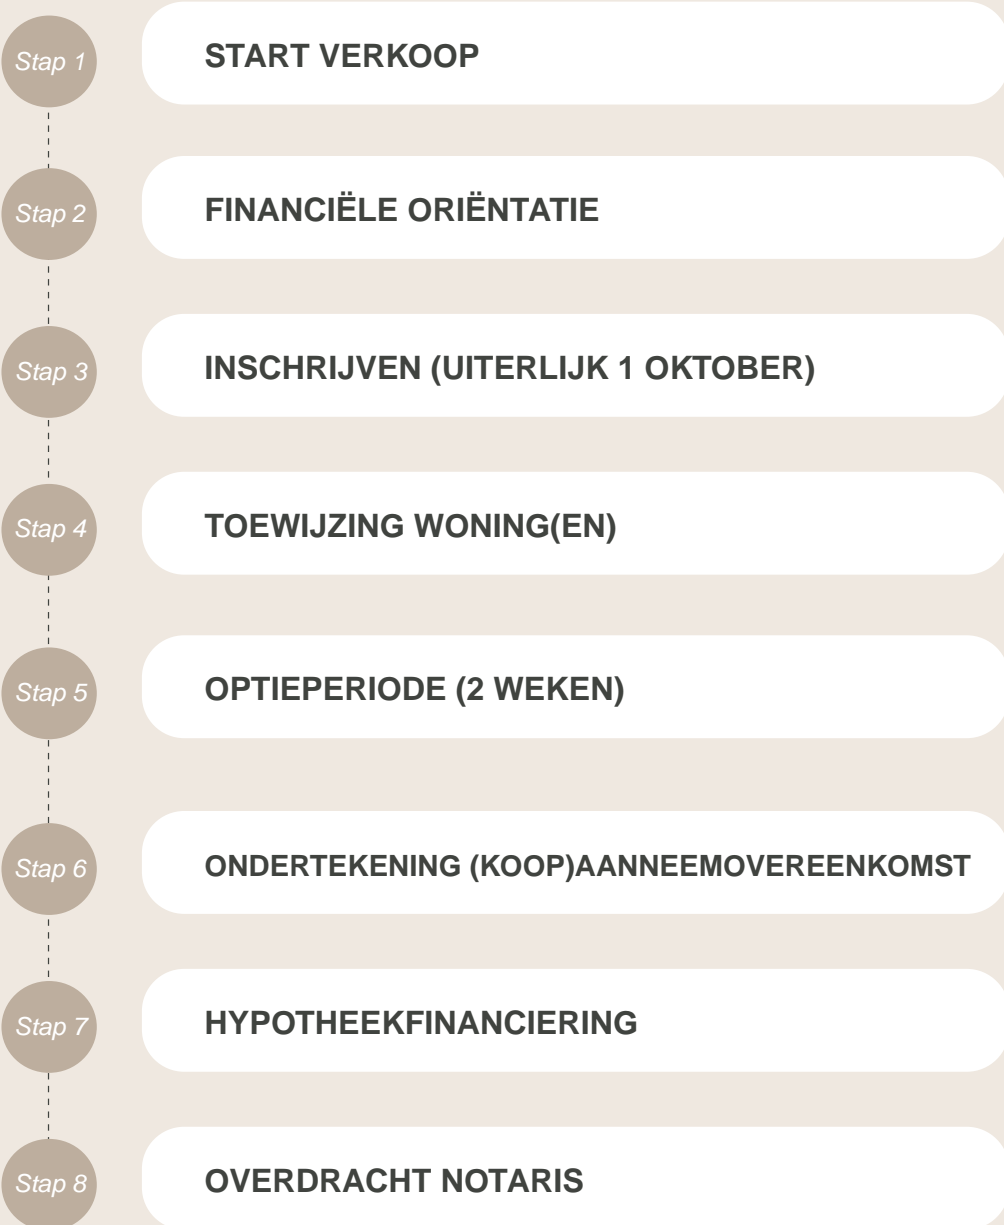 Stap 1
START VERKOOP
Stap 2
FINANCIËLE ORIËNTATIE
Stap 3
INSCHRIJVEN (UITERLIJK 1 OKTOBER)
Stap 4
TOEWIJZING WONING(EN)
Stap 5
OPTIEPERIODE (2 WEKEN)
Stap 6
ONDERTEKENING (KOOP)AANNEEMOVEREENKOMST
Stap 7
HYPOTHEEKFINANCIERING
Stap 8
OVERDRACHT NOTARIS